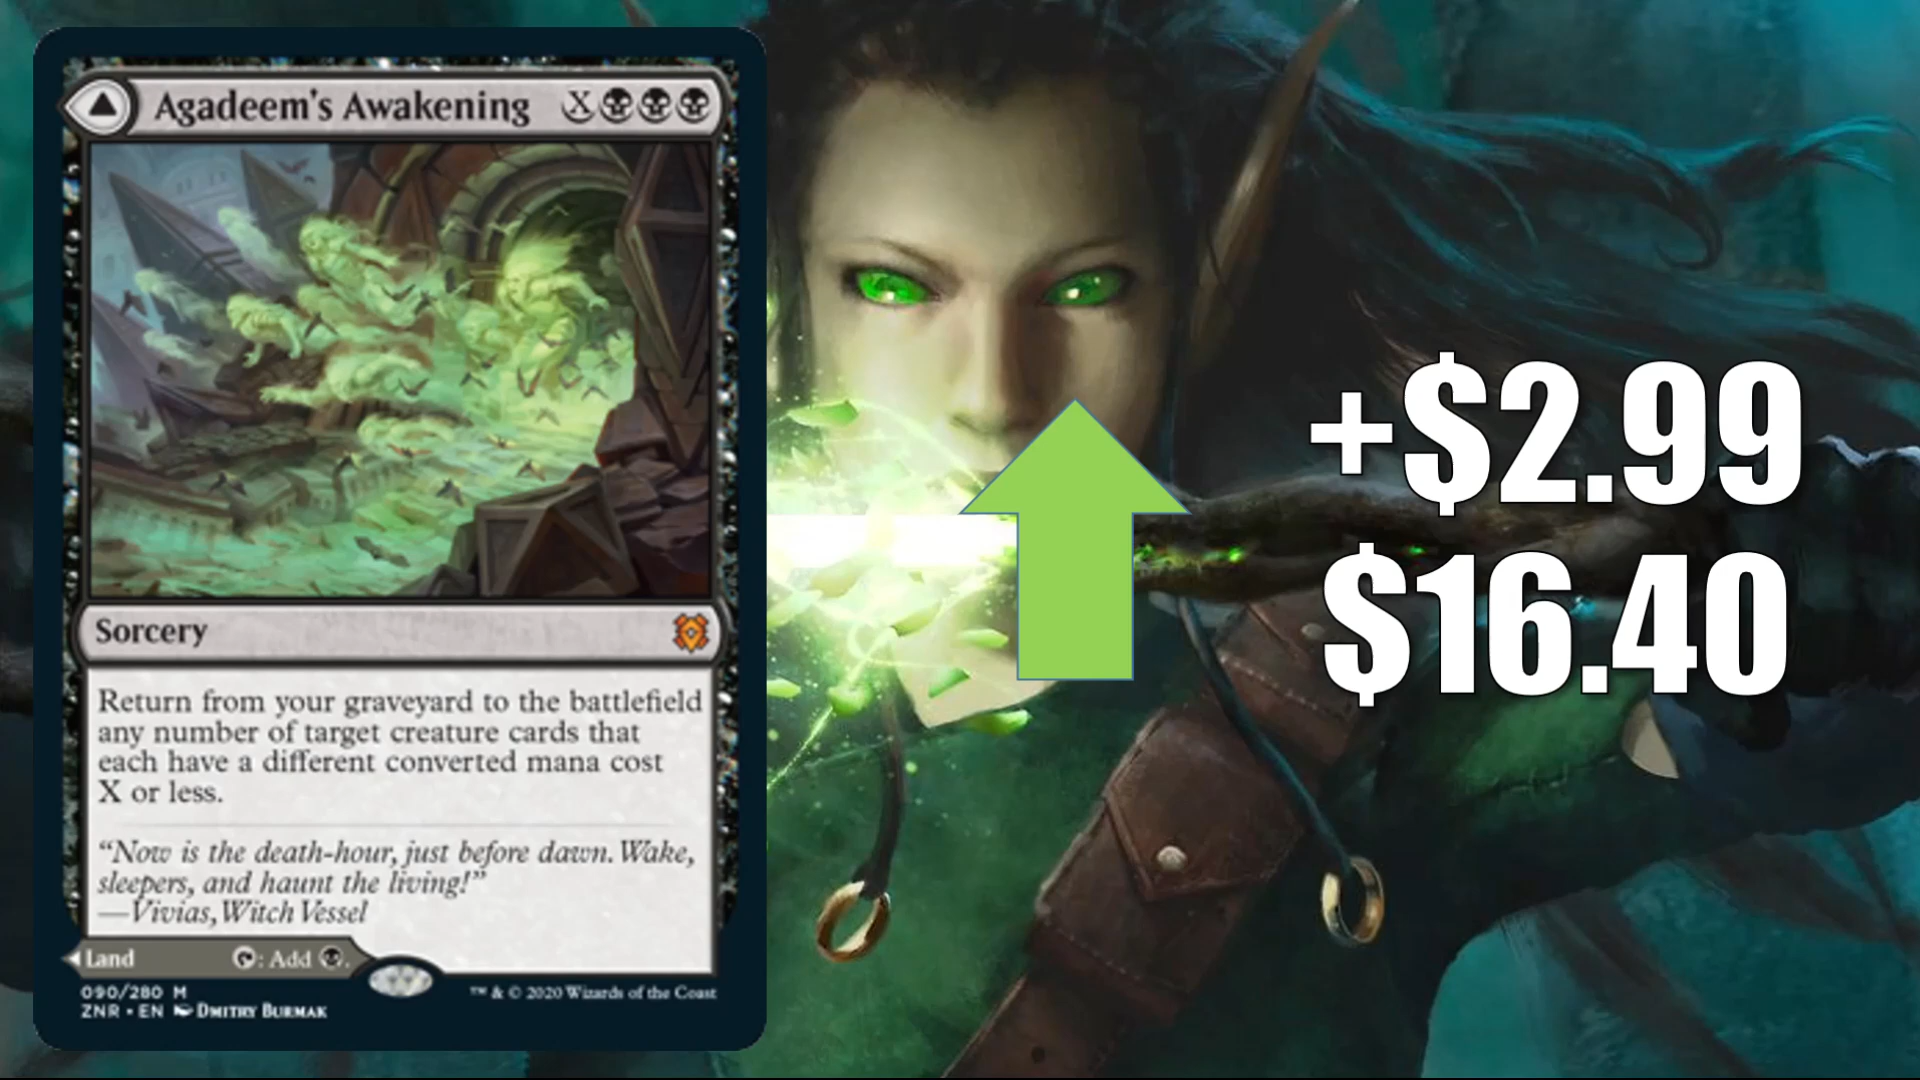 Agadeem's Awakening X
Sorcery
Return from your graveyard to the battlefield
any number of target creature cards that
each have a different converted mana cost
X or less.
“Now is the death-hour, just before dawn. Wake,
sleepers, and haunt the living!”
—Vivias, Witch Vessel
Land : Add .
090/280 M
ZNR • EN Dmitry Burmak
™ & © 2020 Wizards of the Coast
+$2.99
$16.40